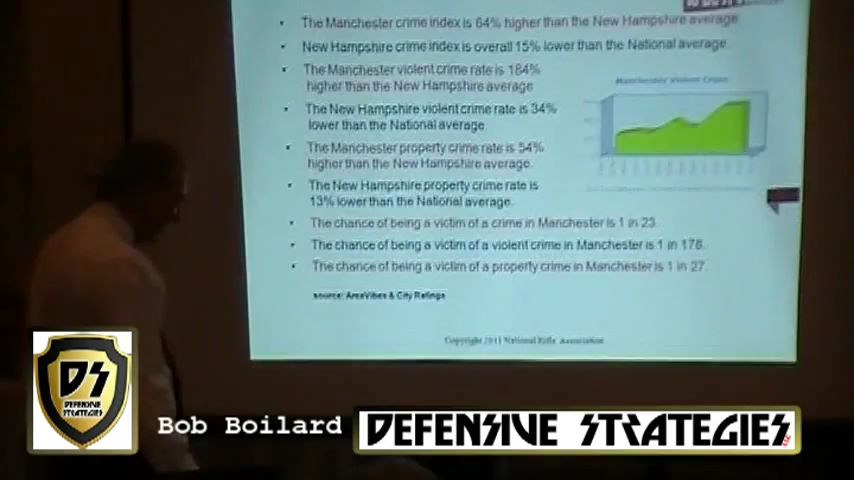 • The Manchester crime index is 64% higher than the New Hampshire average.
• New Hampshire crime index is overall 15% lower than the National average.
• The Manchester violent crime rate is 184%
higher than the New Hampshire average
Manchester Violent Crime
• The New Hampshire violent crime rate is 34%
lower than the National average.
• The Manchester property crime rate is 54%
higher than the New Hampshire average.
• The New Hampshire property crime rate is
13% lower than the National average.
• The chance of being a victim of a crime in Manchester is 1 in 23.
• The chance of being a victim of a violent crime in Manchester is 1 in 178.
• The chance of being a victim of a property crime in Manchester is 1 in 27.
source: AreaVibes & City Ratings
Copyright 2011 National Rifle Association
DS
DEFENSIVE
STRATEGIES
Bob Boilard
DEFENSIVE STRATEGIES